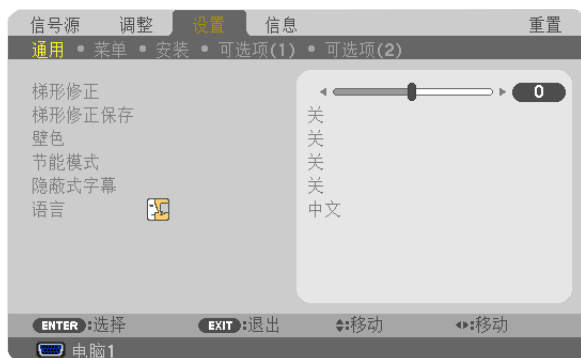 信号源 调整 设置 信息 重置
通用 • 菜单 • 安装 • 可选项(1) • 可选项(2)
梯形修正 0
梯形修正保存 关
壁色 关
节能模式 关
隐蔽式字幕 关
语言 中文
ENTER:选择 EXIT:退出 :移动 :移动
电脑1